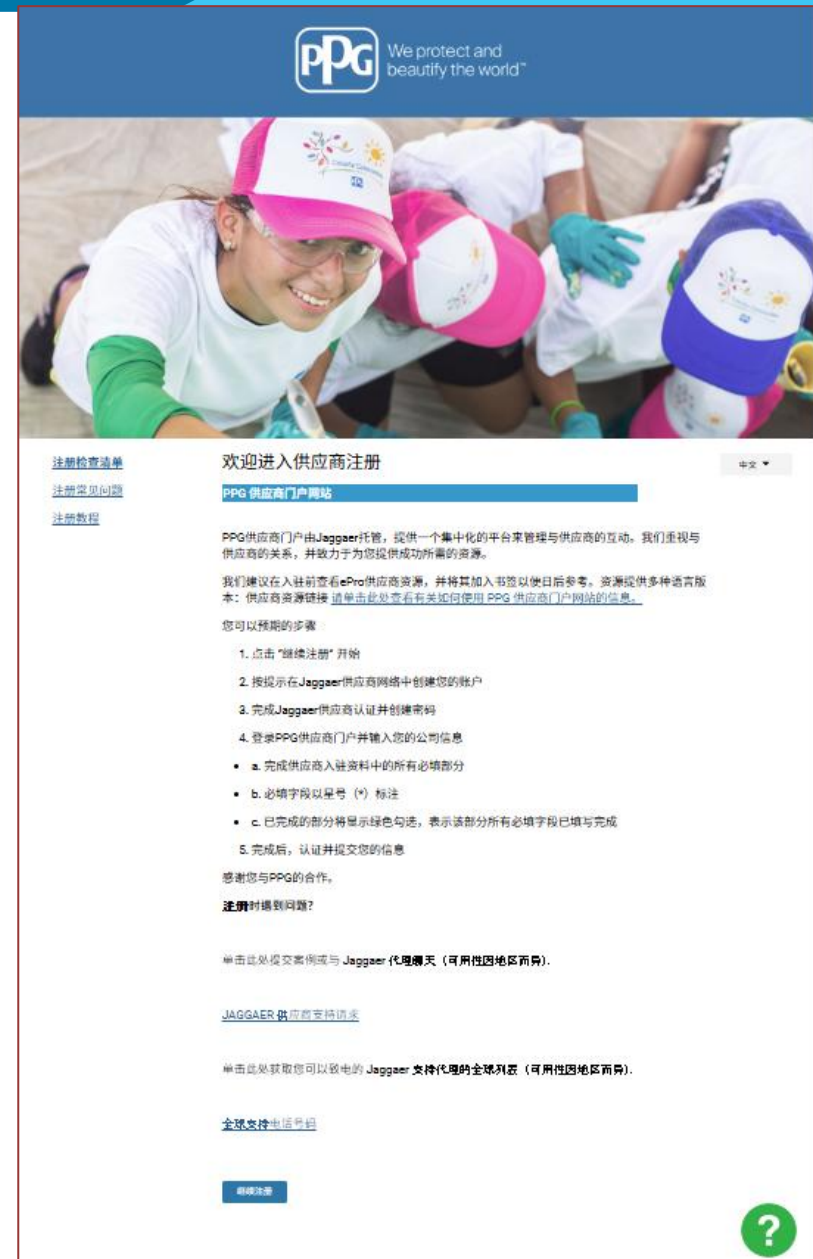 PPG
We protect and
beautify the world™
注册检查清单
注册常见问题
注册教程
欢迎进入供应商注册
中文
PPG 供应商门户网站
PPG供应商门户由Jaggaer托管，提供一个集中化的平台来管理与供应商的互动。我们重视与
供应商的关系，并致力于为您提供成功所需的资源。
我们建议在入驻前查看ePro供应商资源，并将其加入书签以便日后参考。资源提供多种语言版
本：供应商资源链接 请单击此处查看有关如何使用 PPG 供应商门户网站的信息。
您可以预期的步骤
1. 点击 “继续注册” 开始
2. 按提示在Jaggaer供应商网络中创建您的账户
3. 完成Jaggaer供应商认证并创建密码
4. 登录PPG供应商门户并输入您的公司信息
• a. 完成供应商入驻资料中的所有必填部分
• b. 必填字段以星号（*）标注
• c. 已完成的部分将显示绿色勾选，表示该部分所有必填字段已填写完成
5. 完成后，认证并提交您的信息
感谢您与PPG的合作。
注册时遇到问题?
单击此处提交案例或与 Jaggaer 代理聊天（可用性因地区而异）.
JAGGAER 供应商支持请求
单击此处获取您可以致电的 Jaggaer 支持代理的全球列表（可用性因地区而异）.
全球支持电话号码
继续注册
?